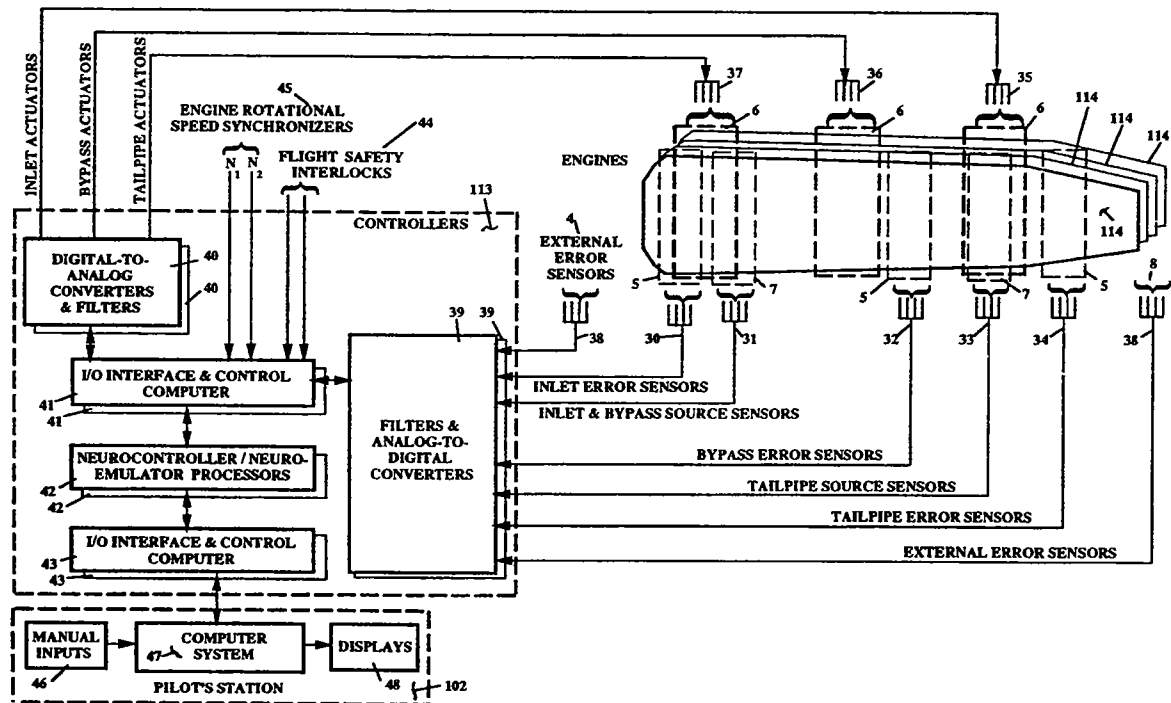 INLET ACTUATORS
BYPASS ACTUATORS
TAILPIPE ACTUATORS
45
ENGINE ROTATIONAL
SPEED SYNCHRONIZERS
44
N1 N2
FLIGHT SAFETY
INTERLOCKS
37
36
35
6
6
6
114
114
114
114
ENGINES
113
CONTROLLERS
4
EXTERNAL
ERROR
SENSORS
5
7
5
7
5
8
38
30
31
32
33
34
38
DIGITAL-TO-
ANALOG
CONVERTERS
& FILTERS
40
40
39
39
FILTERS &
ANALOG-TO-
DIGITAL
CONVERTERS
INLET ERROR SENSORS
INLET & BYPASS SOURCE SENSORS
BYPASS ERROR SENSORS
TAILPIPE SOURCE SENSORS
TAILPIPE ERROR SENSORS
EXTERNAL ERROR SENSORS
I/O INTERFACE & CONTROL
COMPUTER
41
41
NEUROCONTROLLER / NEURO-
EMULATOR PROCESSORS
42
42
I/O INTERFACE & CONTROL
COMPUTER
43
43
MANUAL
INPUTS
46
COMPUTER
SYSTEM
47
DISPLAYS
48
PILOT'S STATION
102